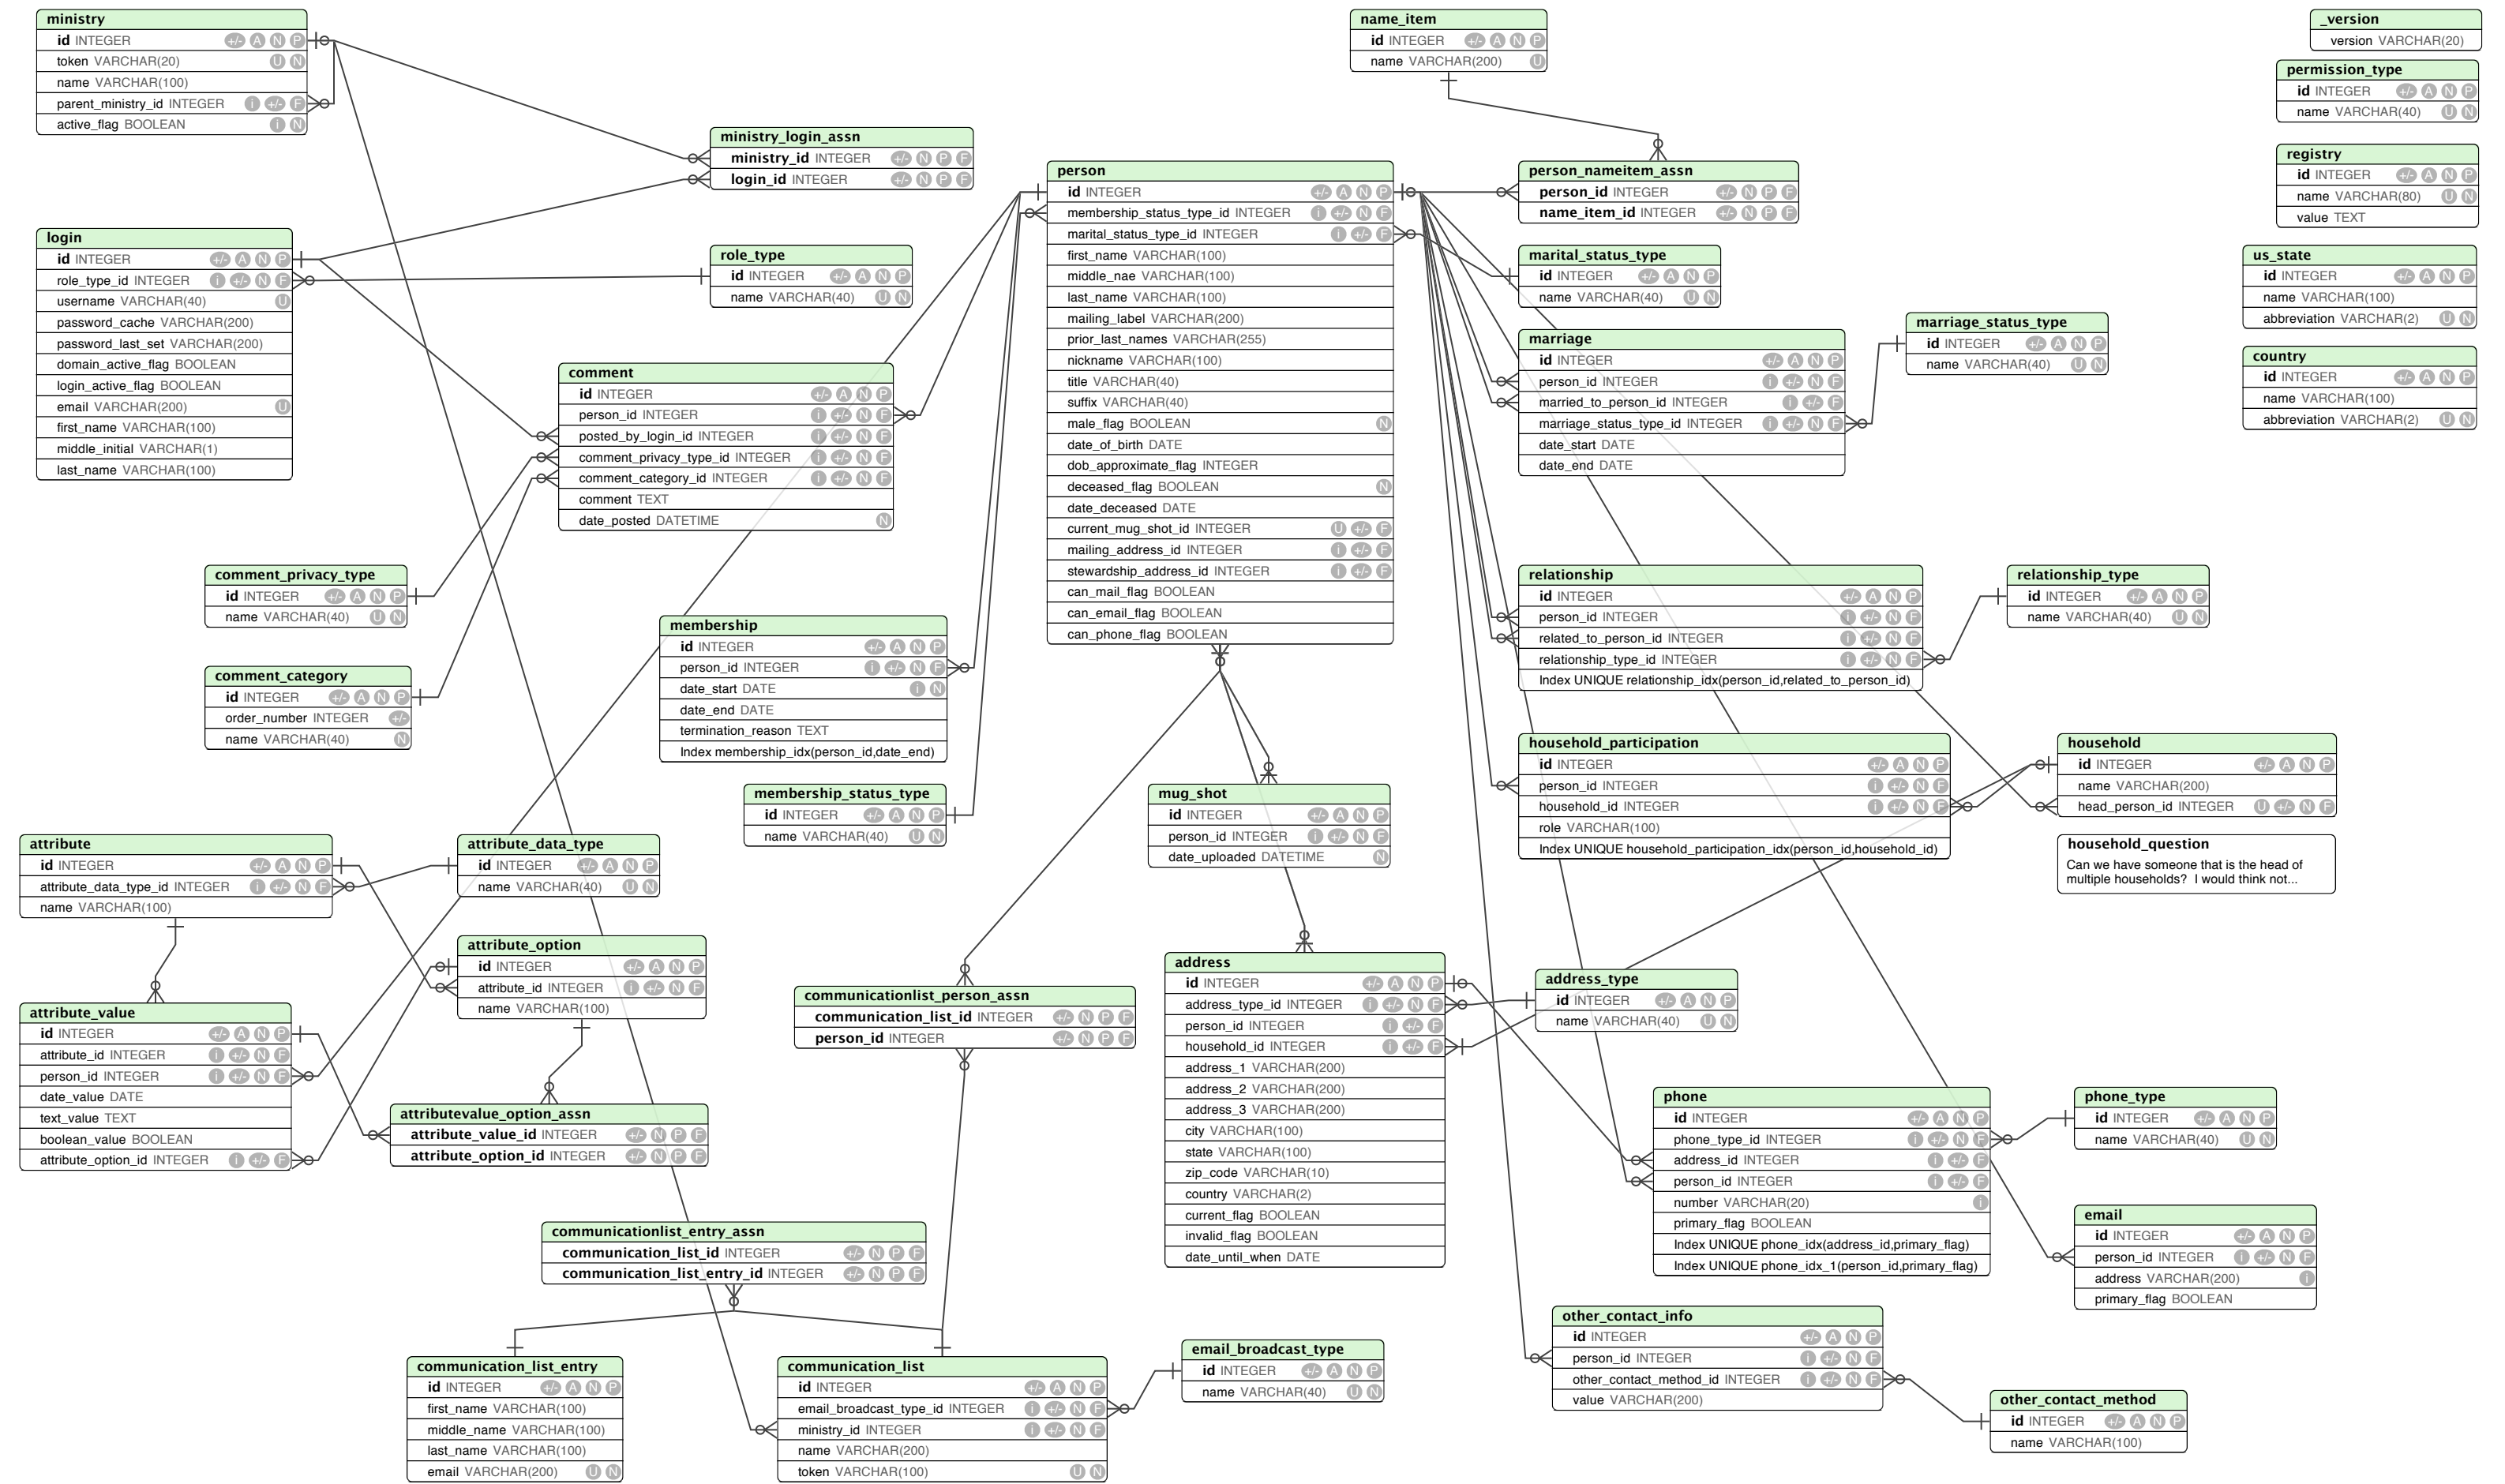 ministry
id INTEGER +/- A N P
token VARCHAR(20) U N
name VARCHAR(100)
parent_ministry_id INTEGER i +/- F
active_flag BOOLEAN i N
name_item
id INTEGER +/- A N P
name VARCHAR(200) U
_version
version VARCHAR(20)
permission_type
id INTEGER +/- A N P
name VARCHAR(40) U N
ministry_login_assn
ministry_id INTEGER +/- N P F
login_id INTEGER +/- N P F
person
id INTEGER +/- A N P
membership_status_type_id INTEGER i +/- N F
marital_status_type_id INTEGER i +/- F
first_name VARCHAR(100)
middle_nae VARCHAR(100)
last_name VARCHAR(100)
mailing_label VARCHAR(200)
prior_last_names VARCHAR(255)
nickname VARCHAR(100)
title VARCHAR(40)
suffix VARCHAR(40)
male_flag BOOLEAN N
date_of_birth DATE
dob_approximate_flag INTEGER
deceased_flag BOOLEAN N
date_deceased DATE
current_mug_shot_id INTEGER U +/- F
mailing_address_id INTEGER i +/- F
stewardship_address_id INTEGER i +/- F
can_mail_flag BOOLEAN
can_email_flag BOOLEAN
can_phone_flag BOOLEAN
person_nameitem_assn
person_id INTEGER +/- N P F
name_item_id INTEGER +/- N P F
registry
id INTEGER +/- A N P
name VARCHAR(80) U N
value TEXT
login
id INTEGER +/- A N P
role_type_id INTEGER i +/- N F
username VARCHAR(40) U
password_cache VARCHAR(200)
password_last_set VARCHAR(200)
domain_active_flag BOOLEAN
login_active_flag BOOLEAN
email VARCHAR(200) U
first_name VARCHAR(100)
middle_initial VARCHAR(1)
last_name VARCHAR(100)
role_type
id INTEGER +/- A N P
name VARCHAR(40) U N
marital_status_type
id INTEGER +/- A N P
name VARCHAR(40) U N
us_state
id INTEGER +/- A N P
name VARCHAR(100)
abbreviation VARCHAR(2) U N
marriage_status_type
id INTEGER +/- A N P
name VARCHAR(40) U N
marriage
id INTEGER +/- A N P
person_id INTEGER i +/- N F
married_to_person_id INTEGER i +/- F
marriage_status_type_id INTEGER i +/- N F
date_start DATE
date_end DATE
country
id INTEGER +/- A N P
name VARCHAR(100)
abbreviation VARCHAR(2) U N
comment
id INTEGER +/- A N P
person_id INTEGER i +/- N F
posted_by_login_id INTEGER i +/- N F
comment_privacy_type_id INTEGER i +/- N F
comment_category_id INTEGER i +/- N F
comment TEXT
date_posted DATETIME N
comment_privacy_type
id INTEGER +/- A N P
name VARCHAR(40) U N
relationship
id INTEGER +/- A N P
person_id INTEGER i +/- N F
related_to_person_id INTEGER i +/- N F
relationship_type_id INTEGER i +/- N F
Index UNIQUE relationship_idx(person_id,related_to_person_id)
relationship_type
id INTEGER +/- A N P
name VARCHAR(40) U N
membership
id INTEGER +/- A N P
person_id INTEGER i +/- N F
date_start DATE i N
date_end DATE
termination_reason TEXT
Index membership_idx(person_id,date_end)
comment_category
id INTEGER +/- A N P
order_number INTEGER +/-
name VARCHAR(40) N
household_participation
id INTEGER +/- A N P
person_id INTEGER i +/- N F
household_id INTEGER i +/- N F
role VARCHAR(100)
Index UNIQUE household_participation_idx(person_id,household_id)
household
id INTEGER +/- A N P
name VARCHAR(200)
head_person_id INTEGER U +/- N F
household_question
Can we have someone that is the head of
multiple households? I would think not...
membership_status_type
id INTEGER +/- A N P
name VARCHAR(40) U N
mug_shot
id INTEGER +/- A N P
person_id INTEGER i +/- N F
date_uploaded DATETIME N
attribute
id INTEGER +/- A N P
attribute_data_type_id INTEGER i +/- N F
name VARCHAR(100)
attribute_data_type
id INTEGER +/- A N P
name VARCHAR(40) U N
attribute_option
id INTEGER +/- A N P
attribute_id INTEGER i +/- N F
name VARCHAR(100)
address
id INTEGER +/- A N P
address_type_id INTEGER i +/- N F
person_id INTEGER i +/- F
household_id INTEGER i +/- F
address_1 VARCHAR(200)
address_2 VARCHAR(200)
address_3 VARCHAR(200)
city VARCHAR(100)
state VARCHAR(100)
zip_code VARCHAR(10)
country VARCHAR(2)
current_flag BOOLEAN
invalid_flag BOOLEAN
date_until_when DATE
address_type
id INTEGER +/- A N P
name VARCHAR(40) U N
communicationlist_person_assn
communication_list_id INTEGER +/- N P F
person_id INTEGER +/- N P F
attribute_value
id INTEGER +/- A N P
attribute_id INTEGER i +/- N F
person_id INTEGER i +/- N F
date_value DATE
text_value TEXT
boolean_value BOOLEAN
attribute_option_id INTEGER i +/- F
attributevalue_option_assn
attribute_value_id INTEGER +/- N P F
attribute_option_id INTEGER +/- N P F
phone
id INTEGER +/- A N P
phone_type_id INTEGER i +/- N F
address_id INTEGER i +/- F
person_id INTEGER i +/- F
number VARCHAR(20) i
primary_flag BOOLEAN
Index UNIQUE phone_idx(address_id,primary_flag)
Index UNIQUE phone_idx_1(person_id,primary_flag)
phone_type
id INTEGER +/- A N P
name VARCHAR(40) U N
email
id INTEGER +/- A N P
person_id INTEGER i +/- N F
address VARCHAR(200) i
primary_flag BOOLEAN
communicationlist_entry_assn
communication_list_id INTEGER +/- N P F
communication_list_entry_id INTEGER +/- N P F
other_contact_info
id INTEGER +/- A N P
person_id INTEGER i +/- N F
other_contact_method_id INTEGER i +/- N F
value VARCHAR(200)
email_broadcast_type
id INTEGER +/- A N P
name VARCHAR(40) U N
communication_list_entry
id INTEGER +/- A N P
first_name VARCHAR(100)
middle_name VARCHAR(100)
last_name VARCHAR(100)
email VARCHAR(200) U N
communication_list
id INTEGER +/- A N P
email_broadcast_type_id INTEGER i +/- N F
ministry_id INTEGER i +/- N F
name VARCHAR(200)
token VARCHAR(100) U N
other_contact_method
id INTEGER +/- A N P
name VARCHAR(100)